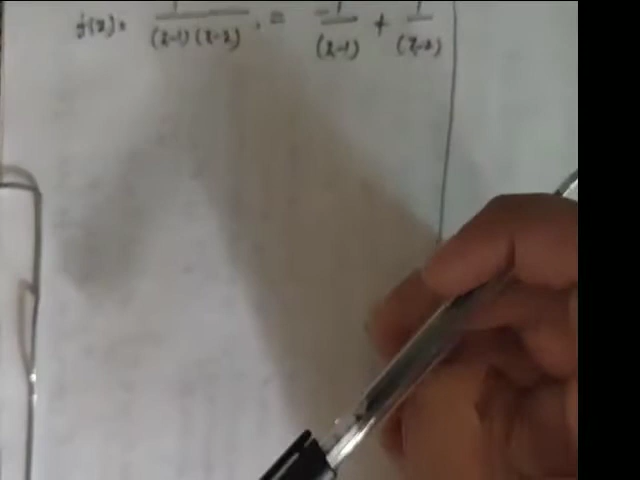 f(z) = 1/((z-1)(z-2)) = -1/(z-1) + 1/(z-2)